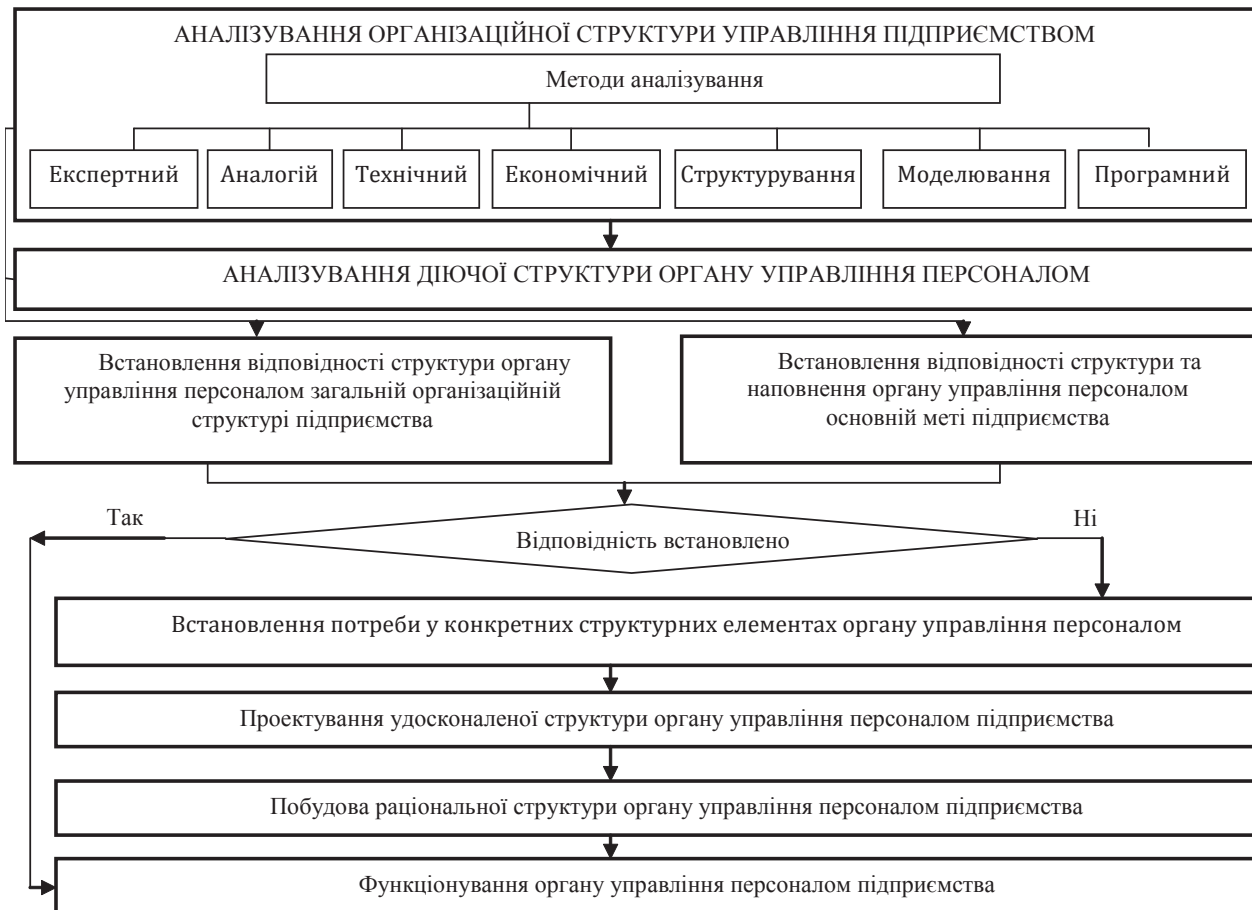 АНАЛІЗУВАННЯ ОРГАНІЗАЦІЙНОЇ СТРУКТУРИ УПРАВЛІННЯ ПІДПРИЄМСТВОМ
Методи аналізування
Експертний
Аналогій
Технічний
Економічний
Структурування
Моделювання
Програмний
АНАЛІЗУВАННЯ ДІЮЧОЇ СТРУКТУРИ ОРГАНУ УПРАВЛІННЯ ПЕРСОНАЛОМ
Встановлення відповідності структури органу
управління персоналом загальній організаційній
структурі підприємства
Встановлення відповідності структури та
наповнення органу управління персоналом
основній меті підприємства
Так
Ні
Відповідність встановлено
Встановлення потреби у конкретних структурних елементах органу управління персоналом
Проектування удосконаленої структури органу управління персоналом підприємства
Побудова раціональної структури органу управління персоналом підприємства
Функціонування органу управління персоналом підприємства